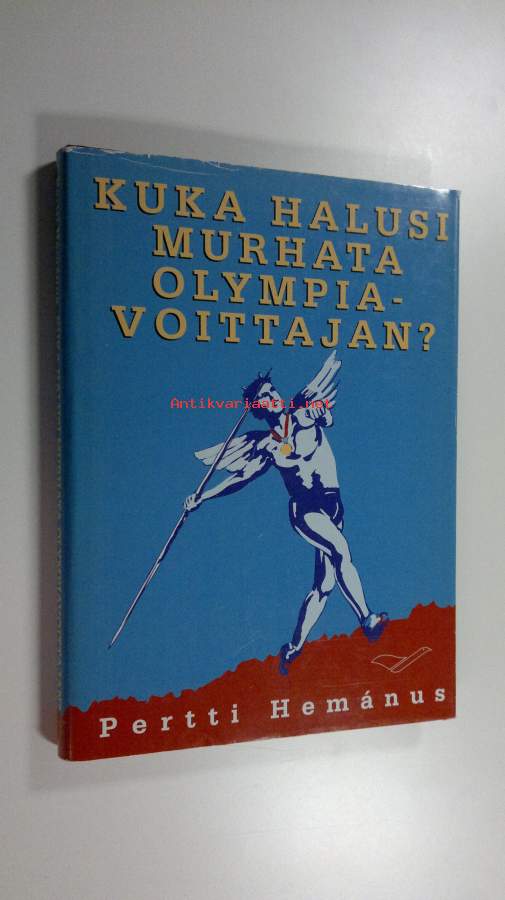 KUKA HALUSI
MURHATA
OLYMPIA-
VOITTAJAN?
Antikvariaatti.net
Pertti Hemánus